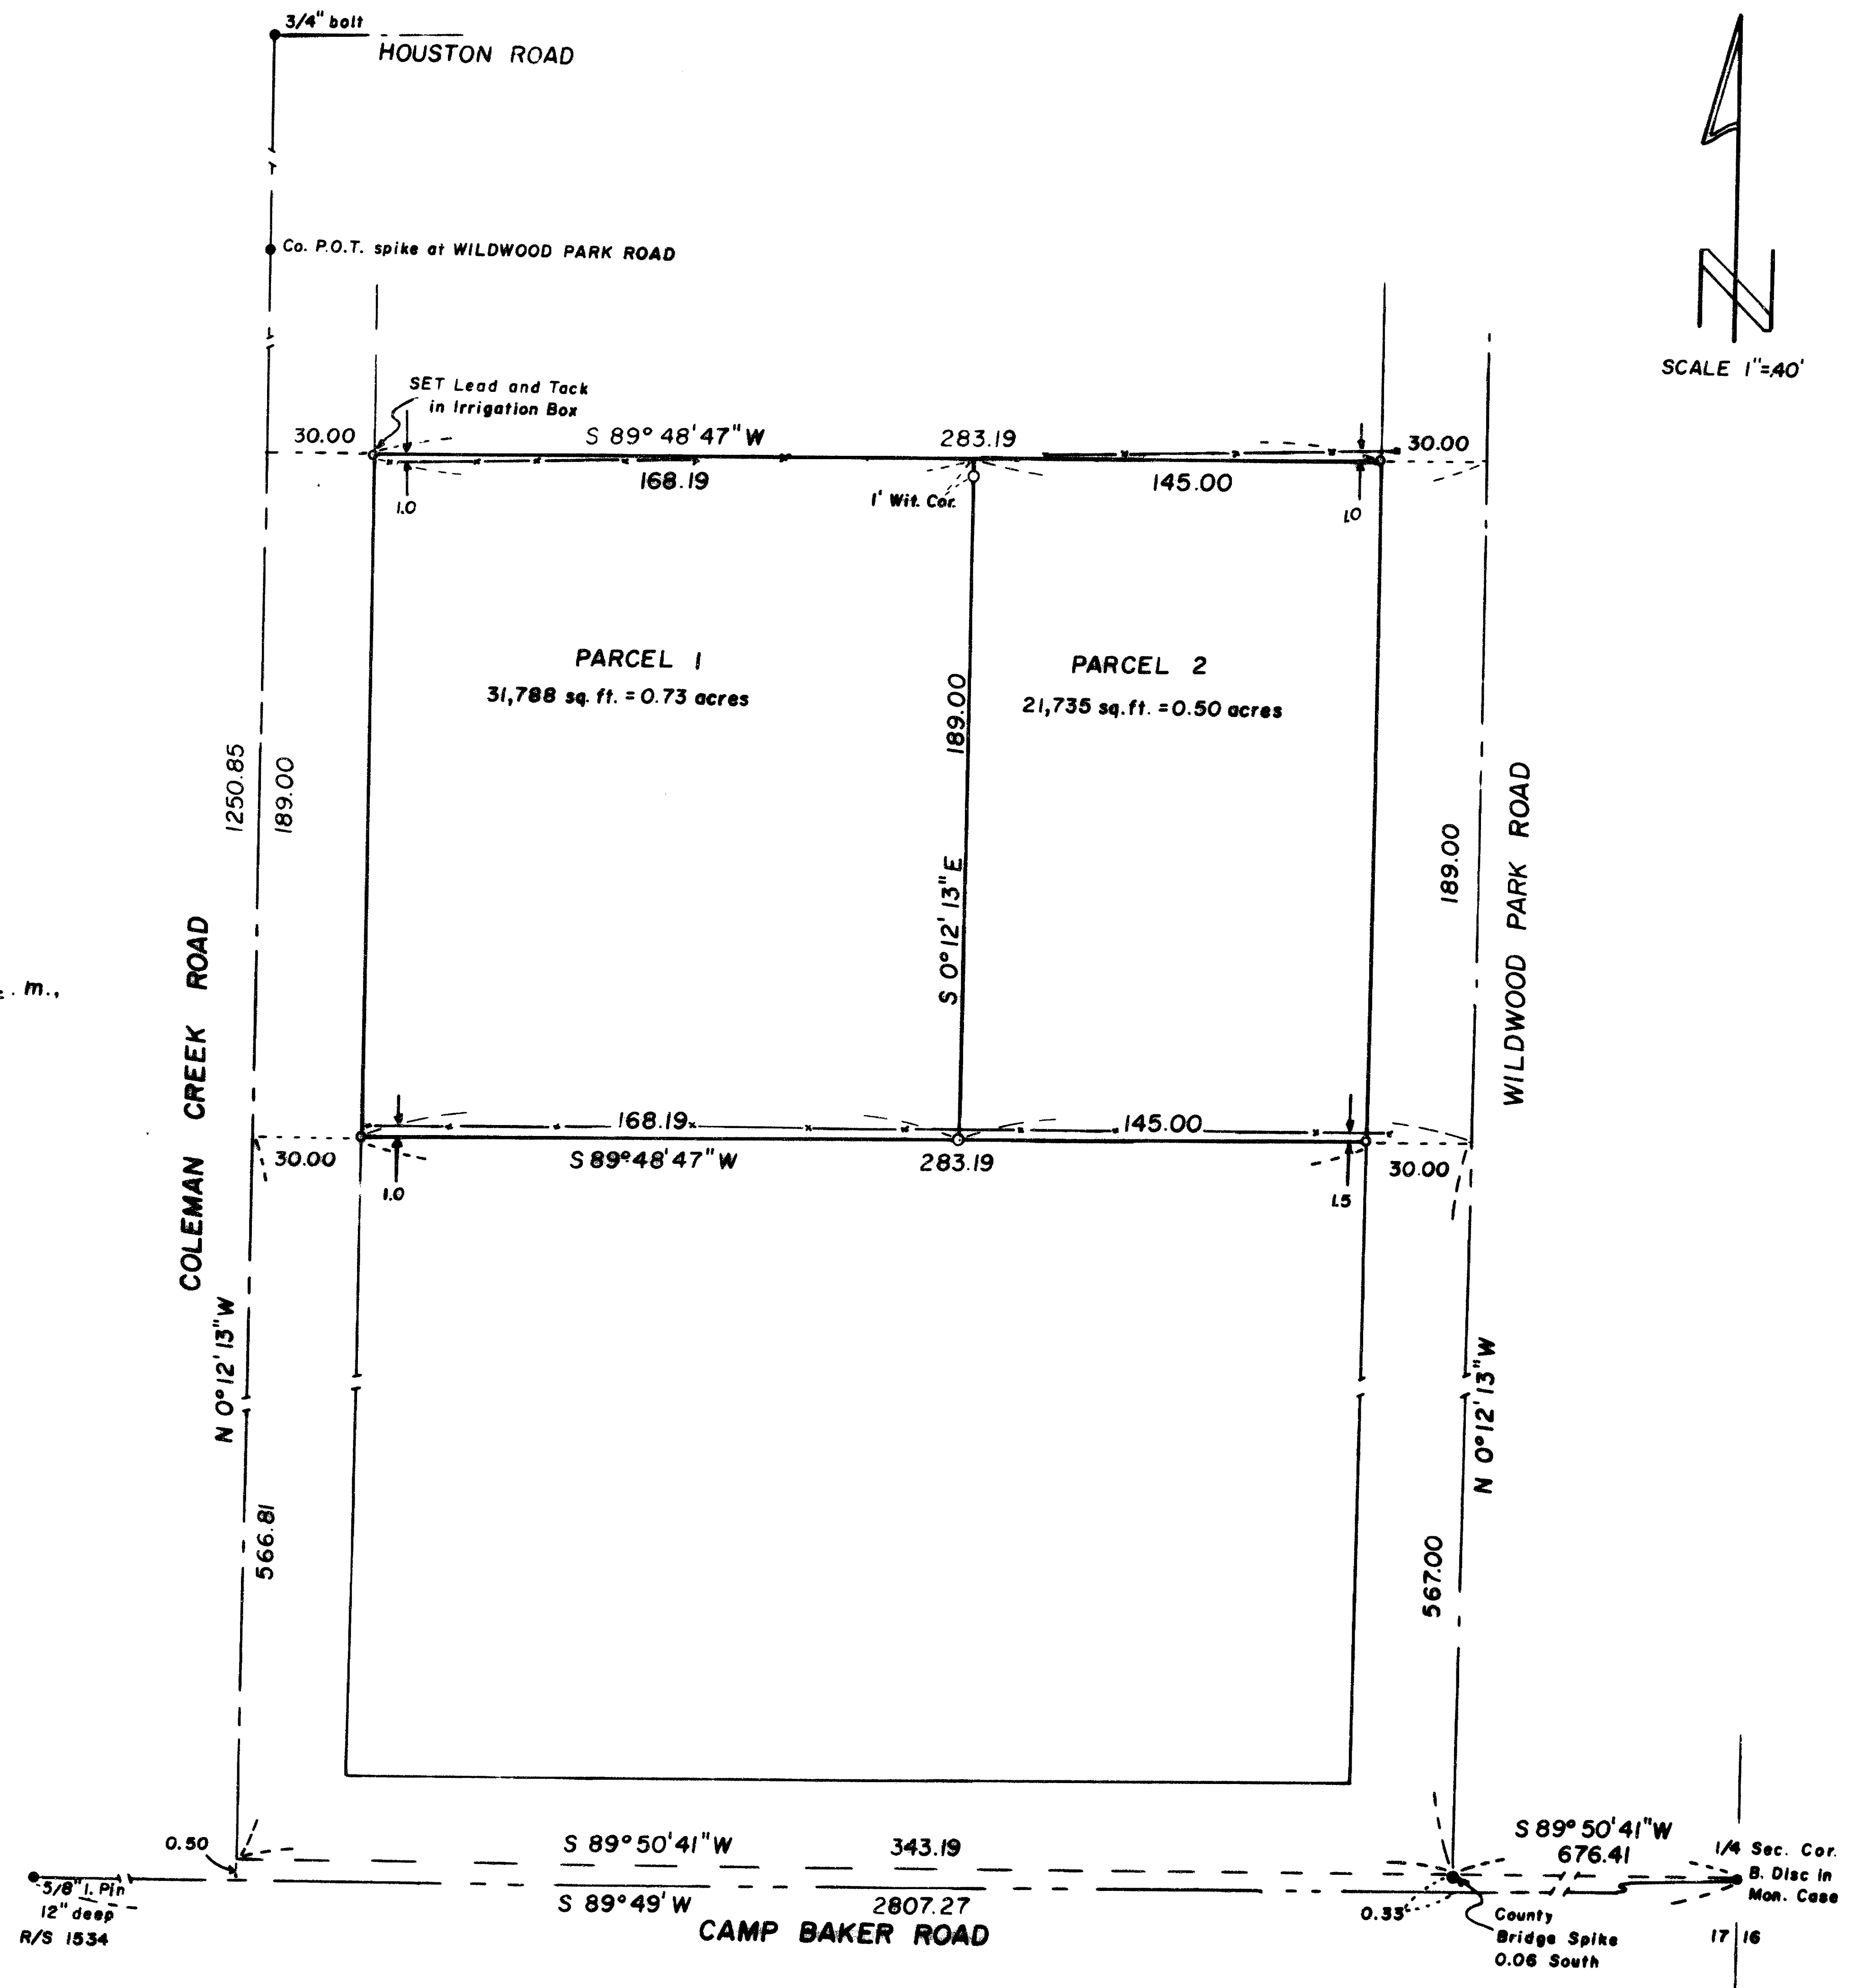 3/4" bolt
HOUSTON ROAD
Co. P.O.T. spike at WILDWOOD PARK ROAD
N
SCALE 1"=40'
SET Lead and Tack
in Irrigation Box
30.00
S 89° 48' 47" W
283.19
30.00
168.19
145.00
1.0
1' Wit. Cor.
1.0
PARCEL 1
31,788 sq. ft. = 0.73 acres
PARCEL 2
21,735 sq. ft. = 0.50 acres
189.00
S 0° 12' 13" E
1250.85
189.00
189.00
COLEMAN CREEK ROAD
WILDWOOD PARK ROAD
. m.,
168.19
145.00
30.00
S 89° 48' 47" W
283.19
30.00
1.0
1.5
N 0° 12' 13" W
N 0° 12' 13" W
566.81
567.00
0.50
S 89° 50' 41" W
343.19
S 89° 50' 41" W
676.41
1/4 Sec. Cor.
B. Disc in
Mon. Case
5/8" I. Pin
12" deep
R/S 1534
S 89° 49' W
2807.27
CAMP BAKER ROAD
0.33
County
Bridge Spike
0.06 South
17 16